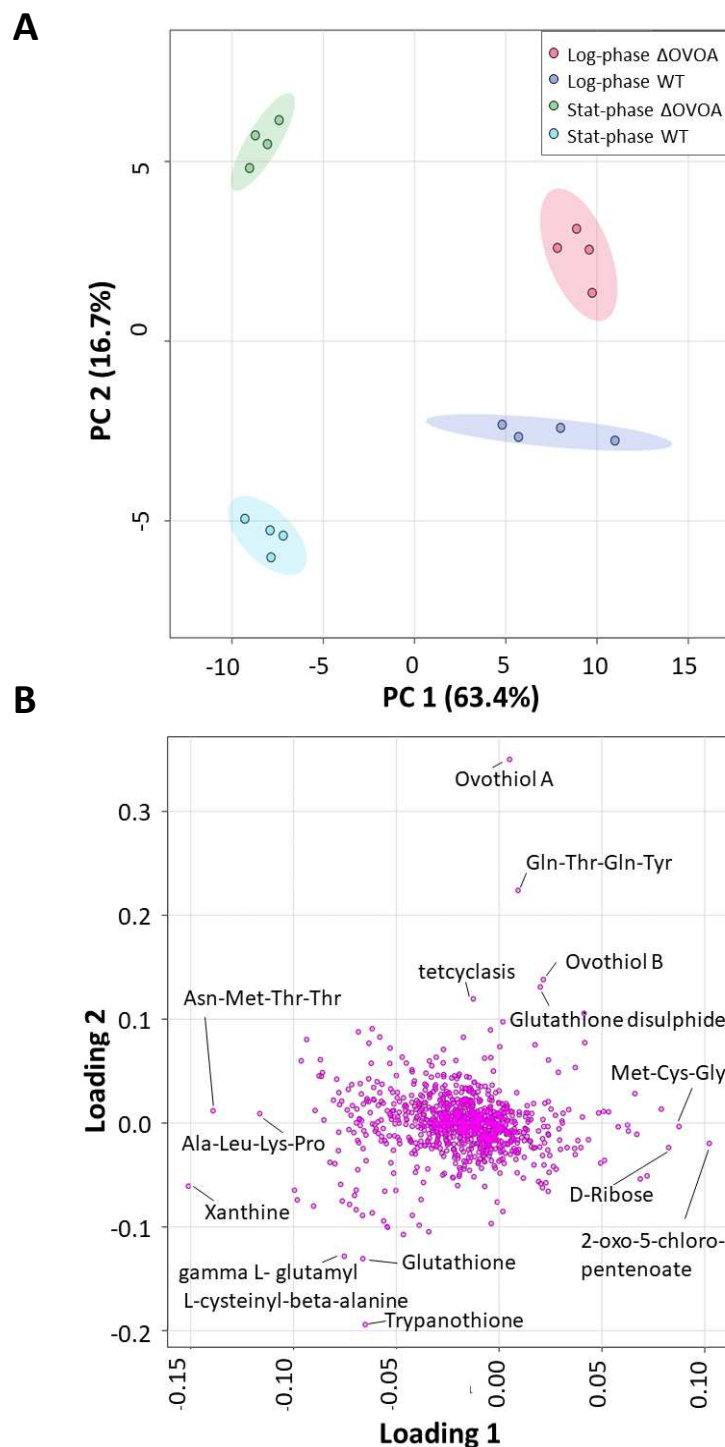 A
Log-phase ΔOVOA
Log-phase WT
Stat-phase ΔOVOA
Stat-phase WT
5
0
-5
PC 2 (16.7%)
-10 -5 0 5 10 15
PC 1 (63.4%)
B
Ovothiol A
0.3
Gln-Thr-Gln-Tyr
0.2
tetcyclasis
Ovothiol B
Asn-Met-Thr-Thr
0.1
Glutathione disulphide
Met-Cys-Gly
Loading 2
0.0
Ala-Leu-Lys-Pro
D-Ribose
Xanthine
-0.1
2-oxo-5-chloro-
pentenoate
gamma L- glutamyl
L-cysteinyl-beta-alanine
Glutathione
Trypanothione
-0.2
-0.15 -0.10 -0.05 0.00 0.05 0.10
Loading 1